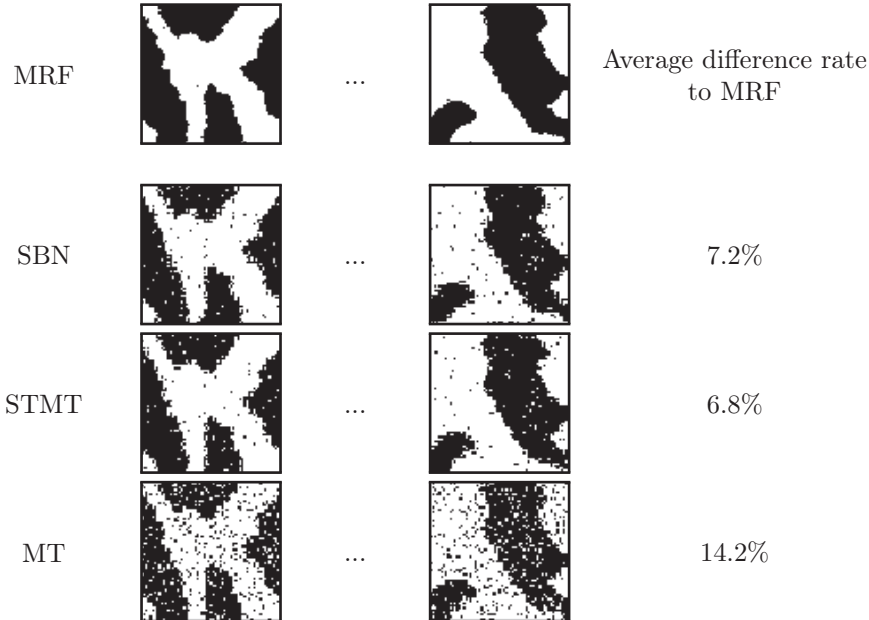 MRF
...
Average difference rate
to MRF
SBN
...
7.2%
STMT
...
6.8%
MT
...
14.2%